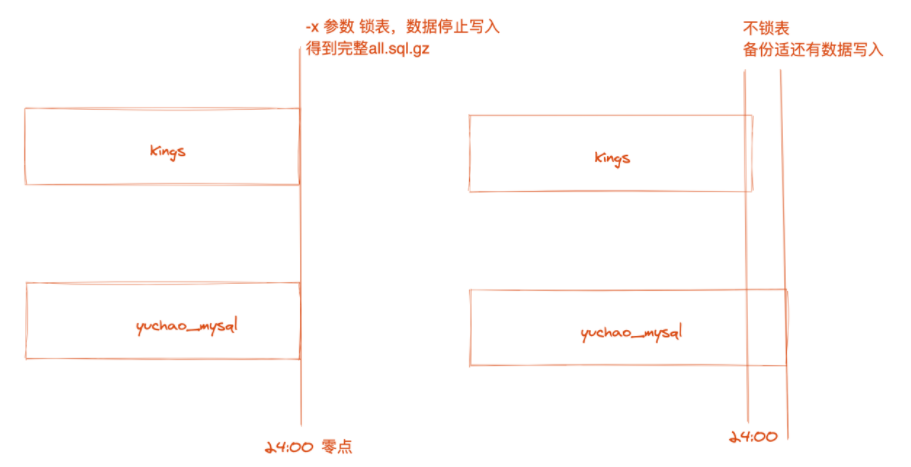 -x 参数 锁表，数据停止写入
得到完整all.sql.gz
kings
yuchao_mysql
24:00 零点
不锁表
备份适还有数据写入
kings
yuchao_mysql
24:00